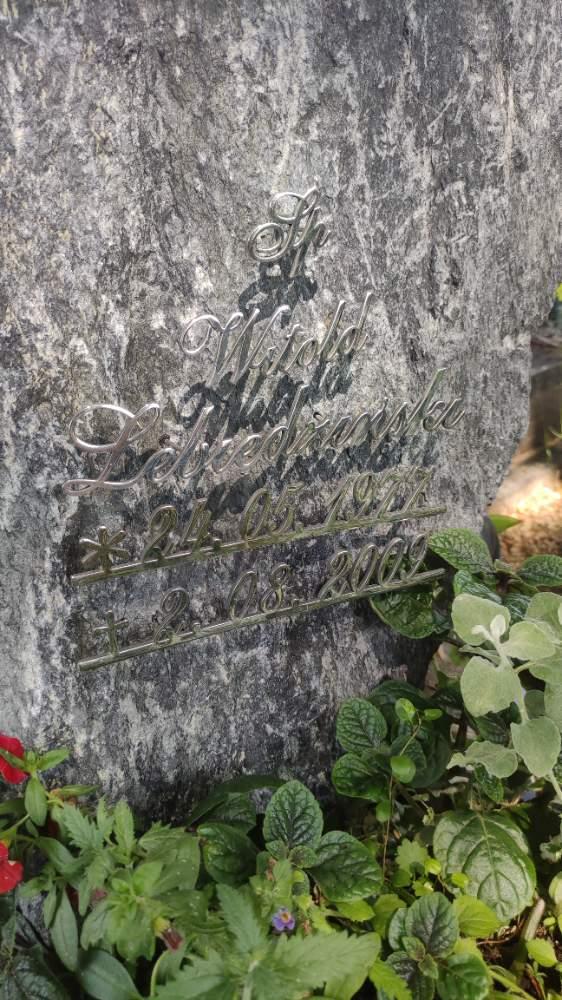 Śp
Witold
Lebiedziński
* 24. 05. 1977
† 2. 08. 2009